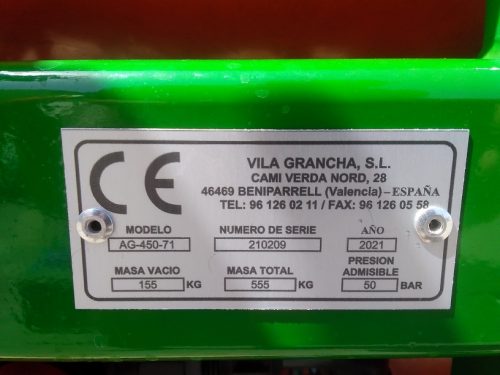 CE
VILA GRANCHA, S.L.
CAMI VERDA NORD, 28
46469 BENIPARRELL (Valencia) – ESPAÑA
TEL: 96 126 02 11 / FAX: 96 126 05 58
MODELO NUMERO DE SERIE AÑO
AG-450-71 210209 2021
MASA VACIO MASA TOTAL PRESION ADMISIBLE
155 KG 555 KG 50 BAR